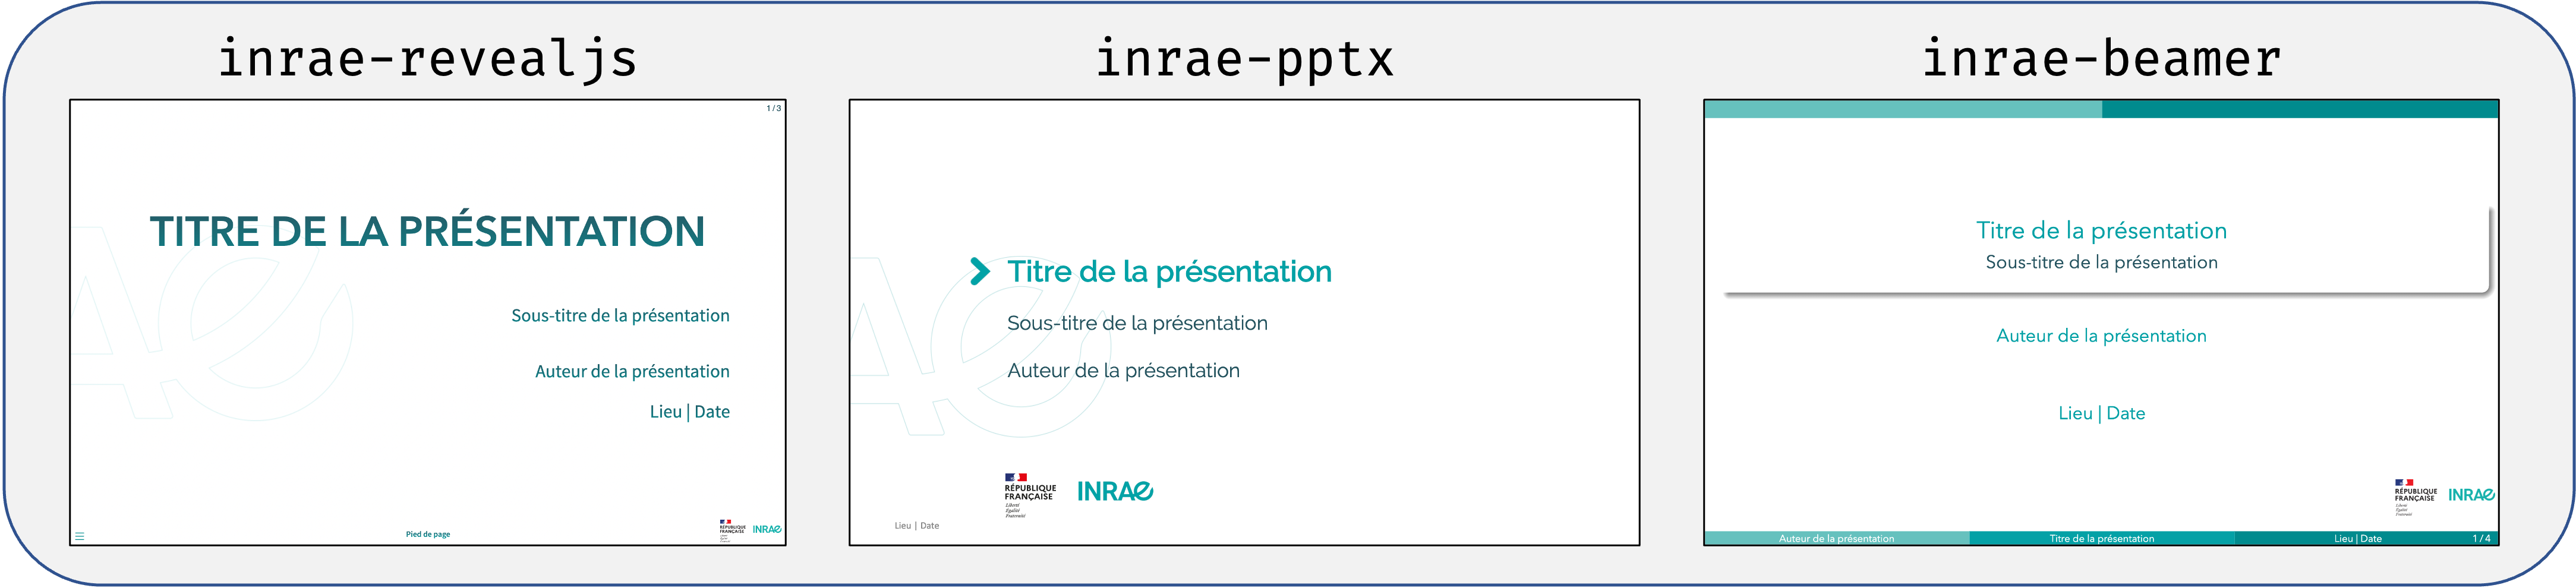 inrae-revealjs
1 / 3
TITRE DE LA PRÉSENTATION
Sous-titre de la présentation
Auteur de la présentation
Lieu | Date
Pied de page
RÉPUBLIQUE
FRANÇAISE
Liberté
Égalité
Fraternité
INRAE
inrae-pptx
Titre de la présentation
Sous-titre de la présentation
Auteur de la présentation
RÉPUBLIQUE
FRANÇAISE
Liberté
Égalité
Fraternité
INRAE
Lieu | Date
inrae-beamer
Titre de la présentation
Sous-titre de la présentation
Auteur de la présentation
Lieu | Date
RÉPUBLIQUE
FRANÇAISE
Liberté
Égalité
Fraternité
INRAE
Auteur de la présentation
Titre de la présentation
Lieu | Date
1 / 4